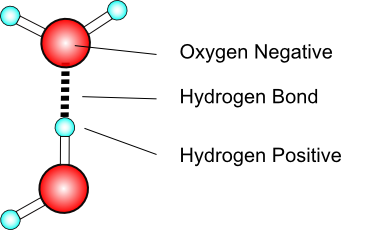 Oxygen Negative
Hydrogen Bond
Hydrogen Positive